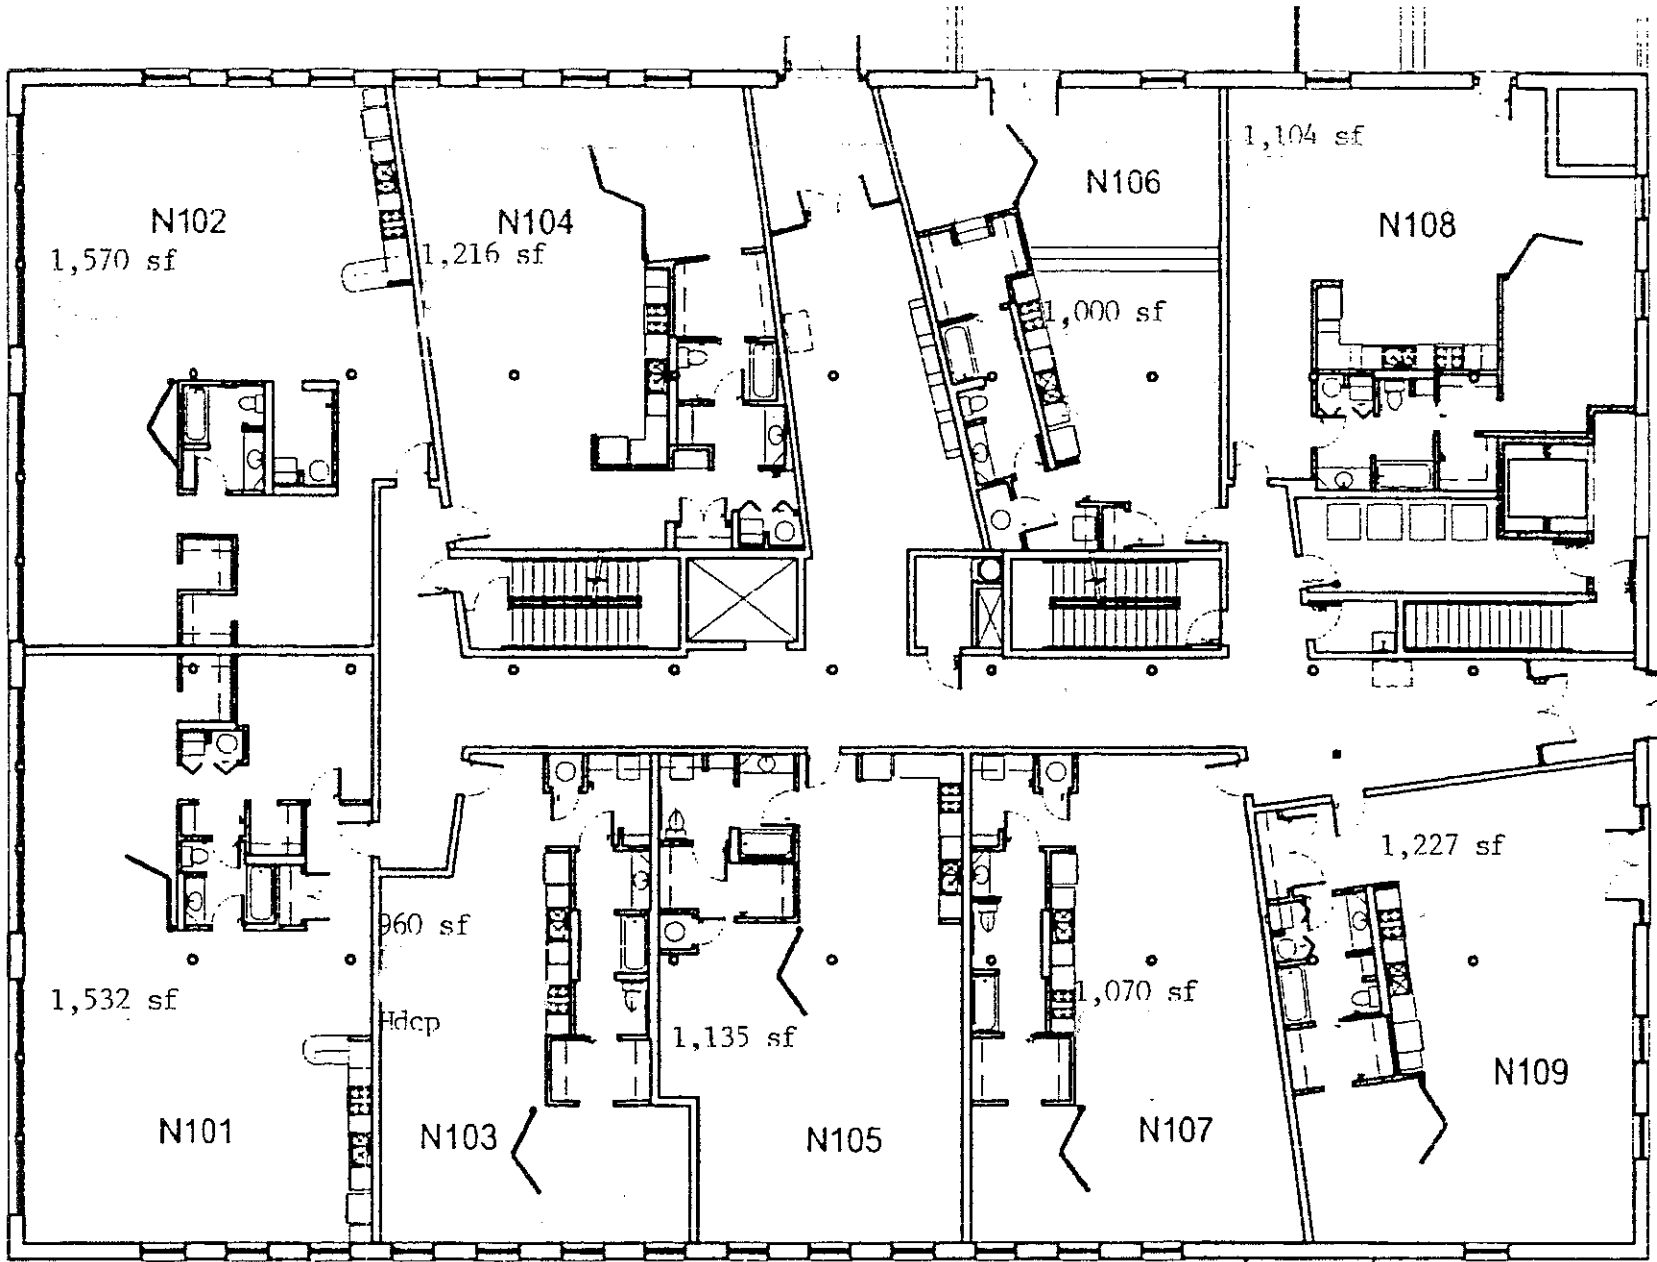 1,104 sf
N106
N102
N104
N108
1,570 sf
1,216 sf
1,000 sf
1,227 sf
960 sf
1,532 sf
1,070 sf
Hdcp
1,135 sf
N109
N101
N103
N105
N107